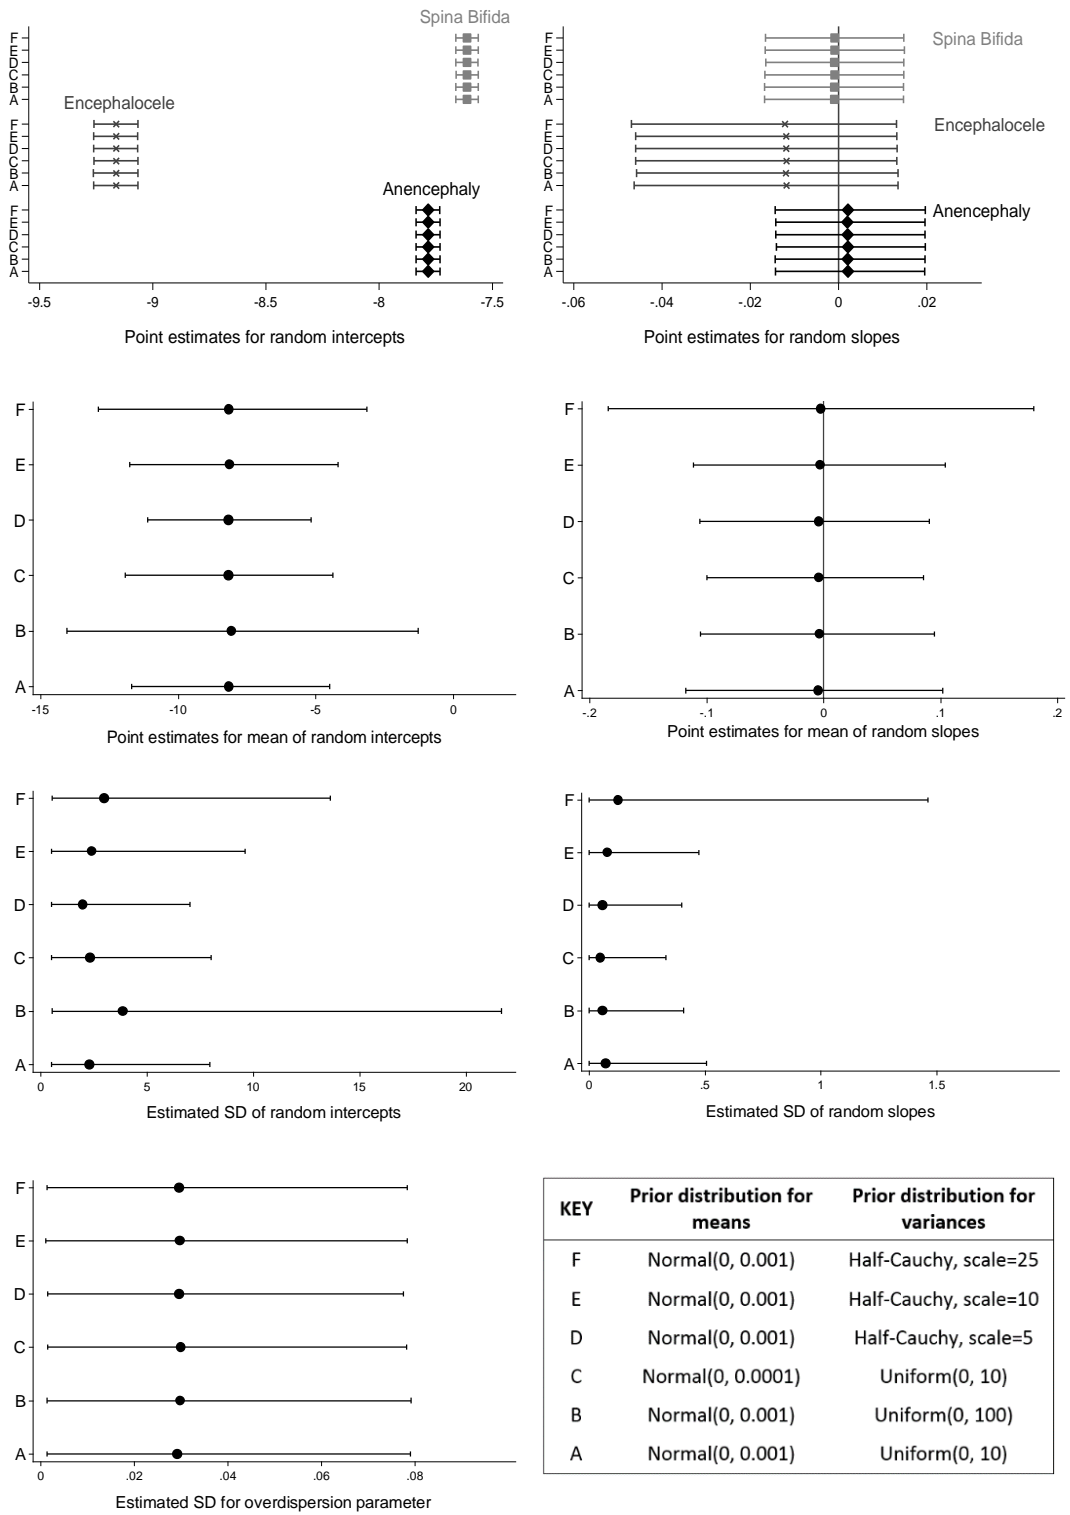 Spina Bifida
F
E
D
C
B
A
Encephalocele
F
E
D
C
B
A
Anencephaly
F
E
D
C
B
A
-9.5 -9 -8.5 -8 -7.5
Point estimates for random intercepts
F
E
D
C
B
A
Spina Bifida
F
E
D
C
B
A
Encephalocele
F
E
D
C
B
A
Anencephaly
-.06 -.04 -.02 0 .02
Point estimates for random slopes
F
E
D
C
B
A
-15 -10 -5 0
Point estimates for mean of random intercepts
F
E
D
C
B
A
-.2 -.1 0 .1 .2
Point estimates for mean of random slopes
F
E
D
C
B
A
0 5 10 15 20
Estimated SD of random intercepts
F
E
D
C
B
A
0 .5 1 1.5
Estimated SD of random slopes
F
E
D
C
B
A
0 .02 .04 .06 .08
Estimated SD for overdispersion parameter
KEY Prior distribution for means Prior distribution for variances
F Normal(0, 0.001) Half-Cauchy, scale=25
E Normal(0, 0.001) Half-Cauchy, scale=10
D Normal(0, 0.001) Half-Cauchy, scale=5
C Normal(0, 0.0001) Uniform(0, 10)
B Normal(0, 0.001) Uniform(0, 100)
A Normal(0, 0.001) Uniform(0, 10)